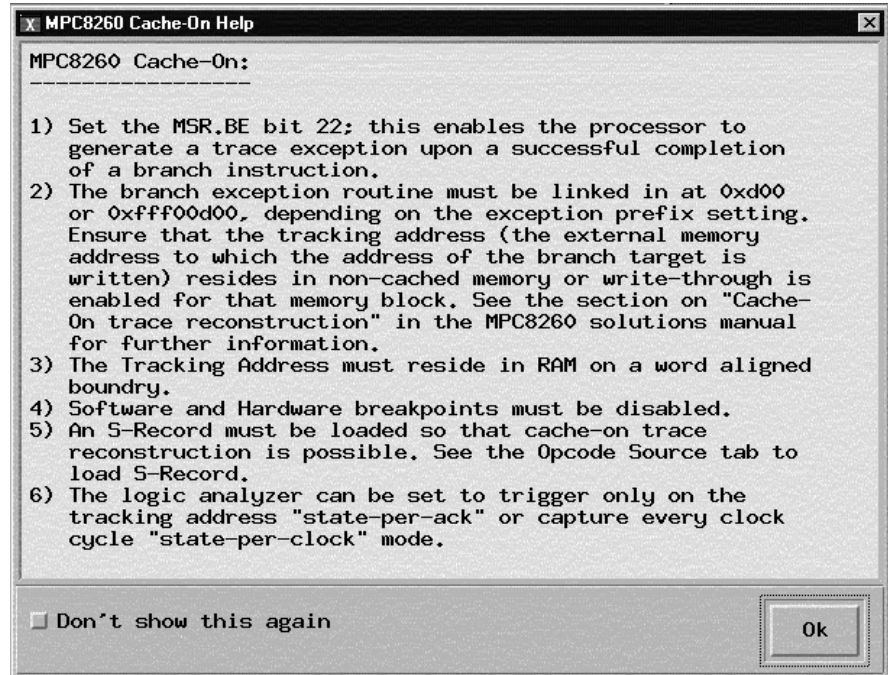 MPC8260 Cache-On Help
MPC8260 Cache-On:
------------------
1) Set the MSR.BE bit 22; this enables the processor to
generate a trace exception upon a successful completion
of a branch instruction.
2) The branch exception routine must be linked in at 0xd00
or 0xfff00d00, depending on the exception prefix setting.
Ensure that the tracking address (the external memory
address to which the address of the branch target is
written) resides in non-cached memory or write-through is
enabled for that memory block. See the section on "Cache-
On trace reconstruction" in the MPC8260 solutions manual
for further information.
3) The Tracking Address must reside in RAM on a word aligned
boundry.
4) Software and Hardware breakpoints must be disabled.
5) An S-Record must be loaded so that cache-on trace
reconstruction is possible. See the Opcode Source tab to
load S-Record.
6) The logic analyzer can be set to trigger only on the
tracking address "state-per-ack" or capture every clock
cycle "state-per-clock" mode.
Don't show this again
Ok